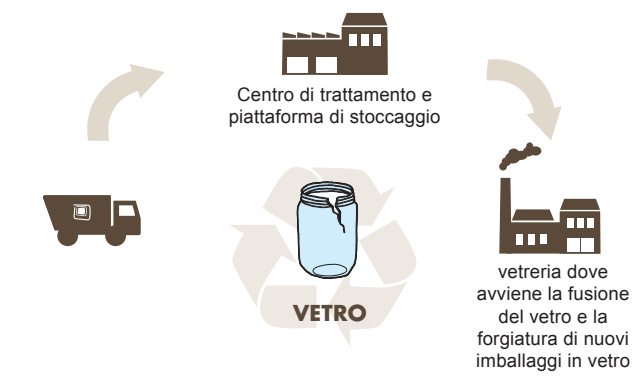 Centro di trattamento e
piattaforma di stoccaggio
VETRO
vetreria dove
avviene la fusione
del vetro e la
forgiatura di nuovi
imballaggi in vetro